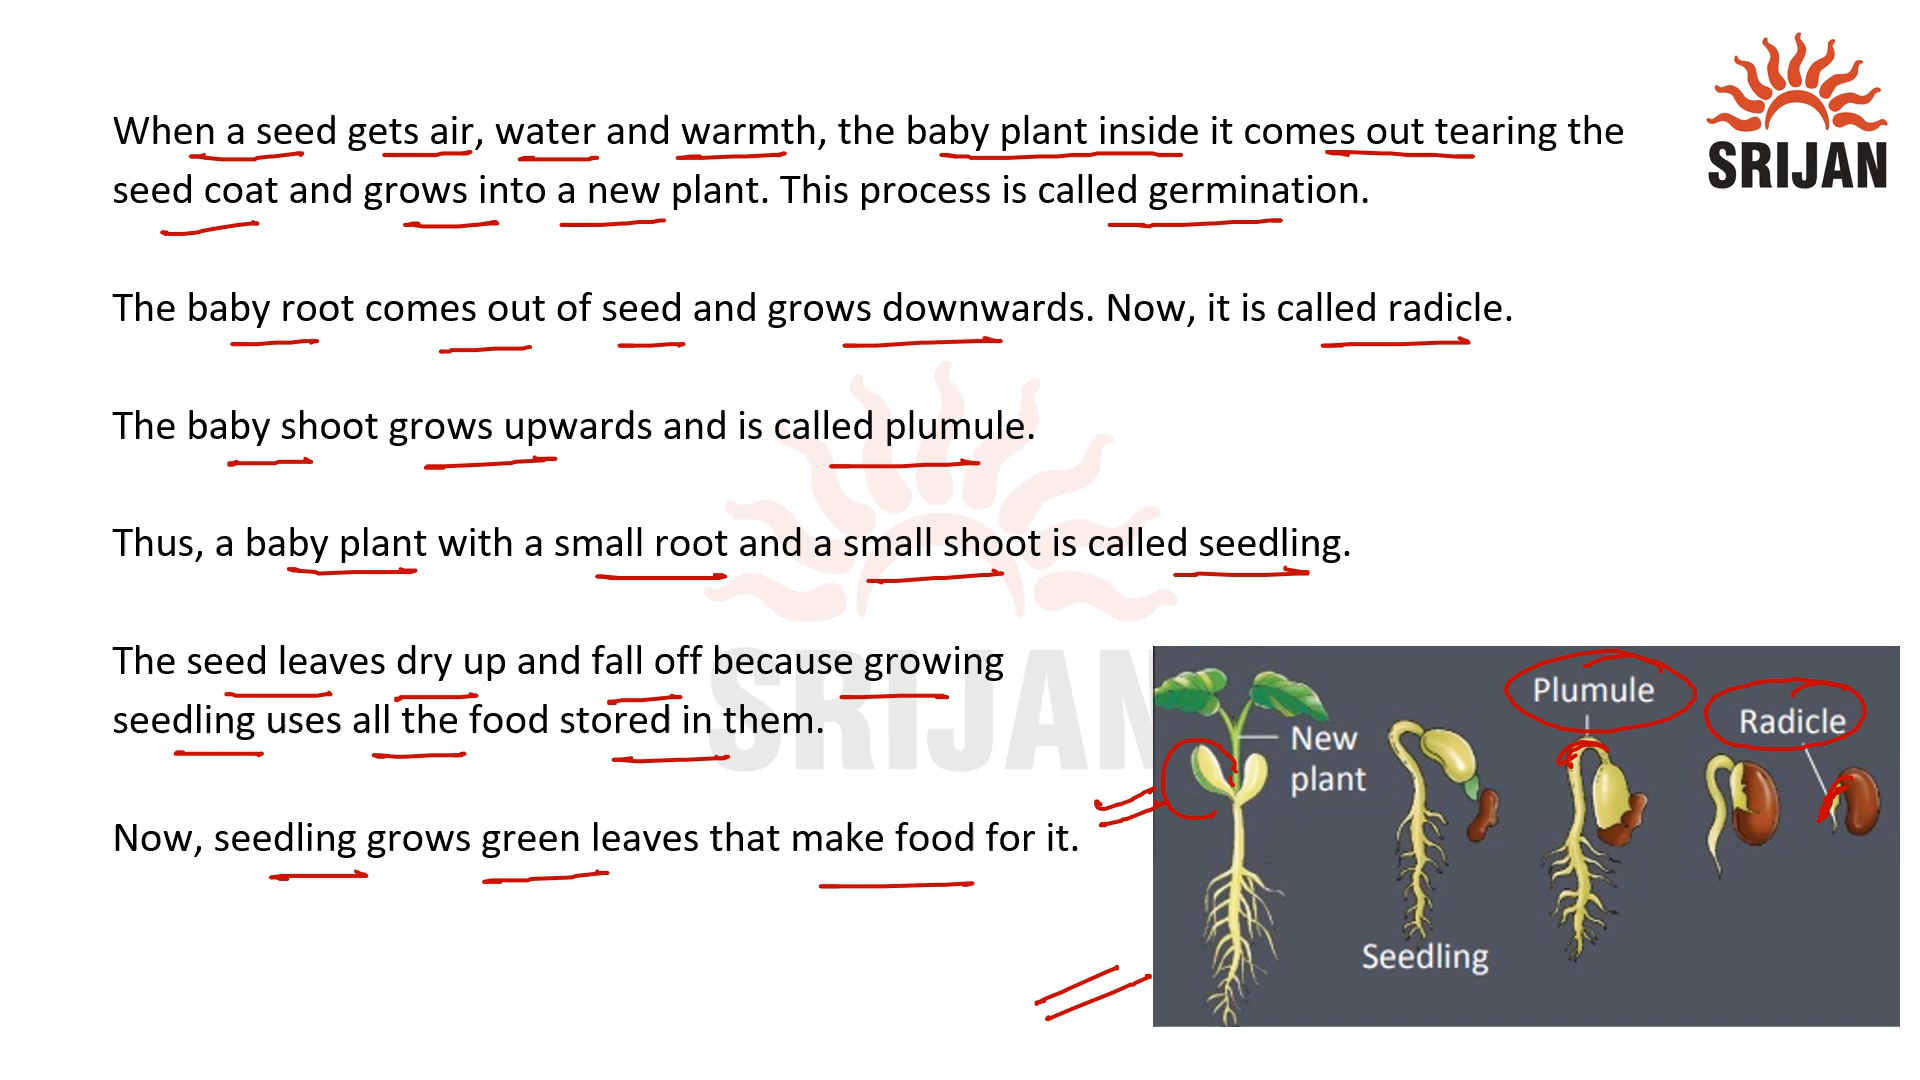 SRIJAN
When a seed gets air, water and warmth, the baby plant inside it comes out tearing the
seed coat and grows into a new plant. This process is called germination.
The baby root comes out of seed and grows downwards. Now, it is called radicle.
The baby shoot grows upwards and is called plumule.
Thus, a baby plant with a small root and a small shoot is called seedling.
The seed leaves dry up and fall off because growing
seedling uses all the food stored in them.
Now, seedling grows green leaves that make food for it.
SRIJAN
New
plant
Seedling
Plumule
Radicle